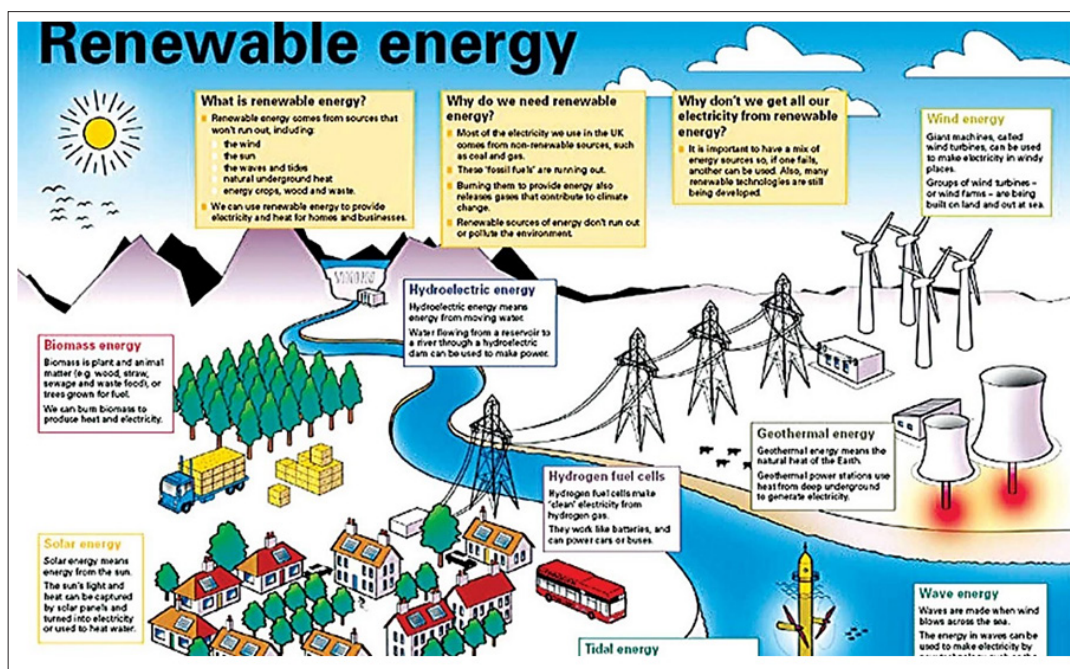 Renewable energy
What is renewable energy?
Renewable energy comes from sources that
won't run out, including:
the wind
the sun
the waves and tides
natural underground heat
energy crops, wood and waste.
We can use renewable energy to provide
electricity and heat for homes and businesses.
Why do we need renewable
energy?
Most of the electricity we use in the UK
comes from non-renewable sources, such
as coal and gas.
These 'fossil fuels' are running out.
Burning them to provide energy also
releases gases that contribute to climate
change.
Renewable sources of energy don't run out
or pollute the environment.
Why don't we get all our
electricity from renewable
energy?
It is important to have a mix of
energy sources so, if one fails,
another can be used. Also, many
renewable technologies are still
being developed.
Wind energy
Giant machines, called
wind turbines, can be used
to make electricity in windy
places.
Groups of wind turbines –
or wind farms – are being
built on land and out at sea.
Hydroelectric energy
Hydroelectric energy means
energy from moving water.
Water flowing from a reservoir to
a river through a hydroelectric
dam can be used to make power.
Biomass energy
Biomass is plant and animal
matter (e.g. wood, straw,
sewage and waste food), or
trees grown for fuel.
We can burn biomass to
produce heat and electricity.
Geothermal energy
Geothermal energy means the
natural heat of the Earth.
Geothermal power stations use
heat from deep underground
to generate electricity.
Hydrogen fuel cells
Hydrogen fuel cells make
'clean' electricity from
hydrogen gas.
They work like batteries, and
can power cars or buses.
Solar energy
Solar energy means
energy from the sun.
The sun's light and
heat can be captured
by solar panels and
turned into electricity
or used to heat water.
Wave energy
Waves are made when wind
blows across the sea.
The energy in waves can be
used to make electricity by
Tidal energy